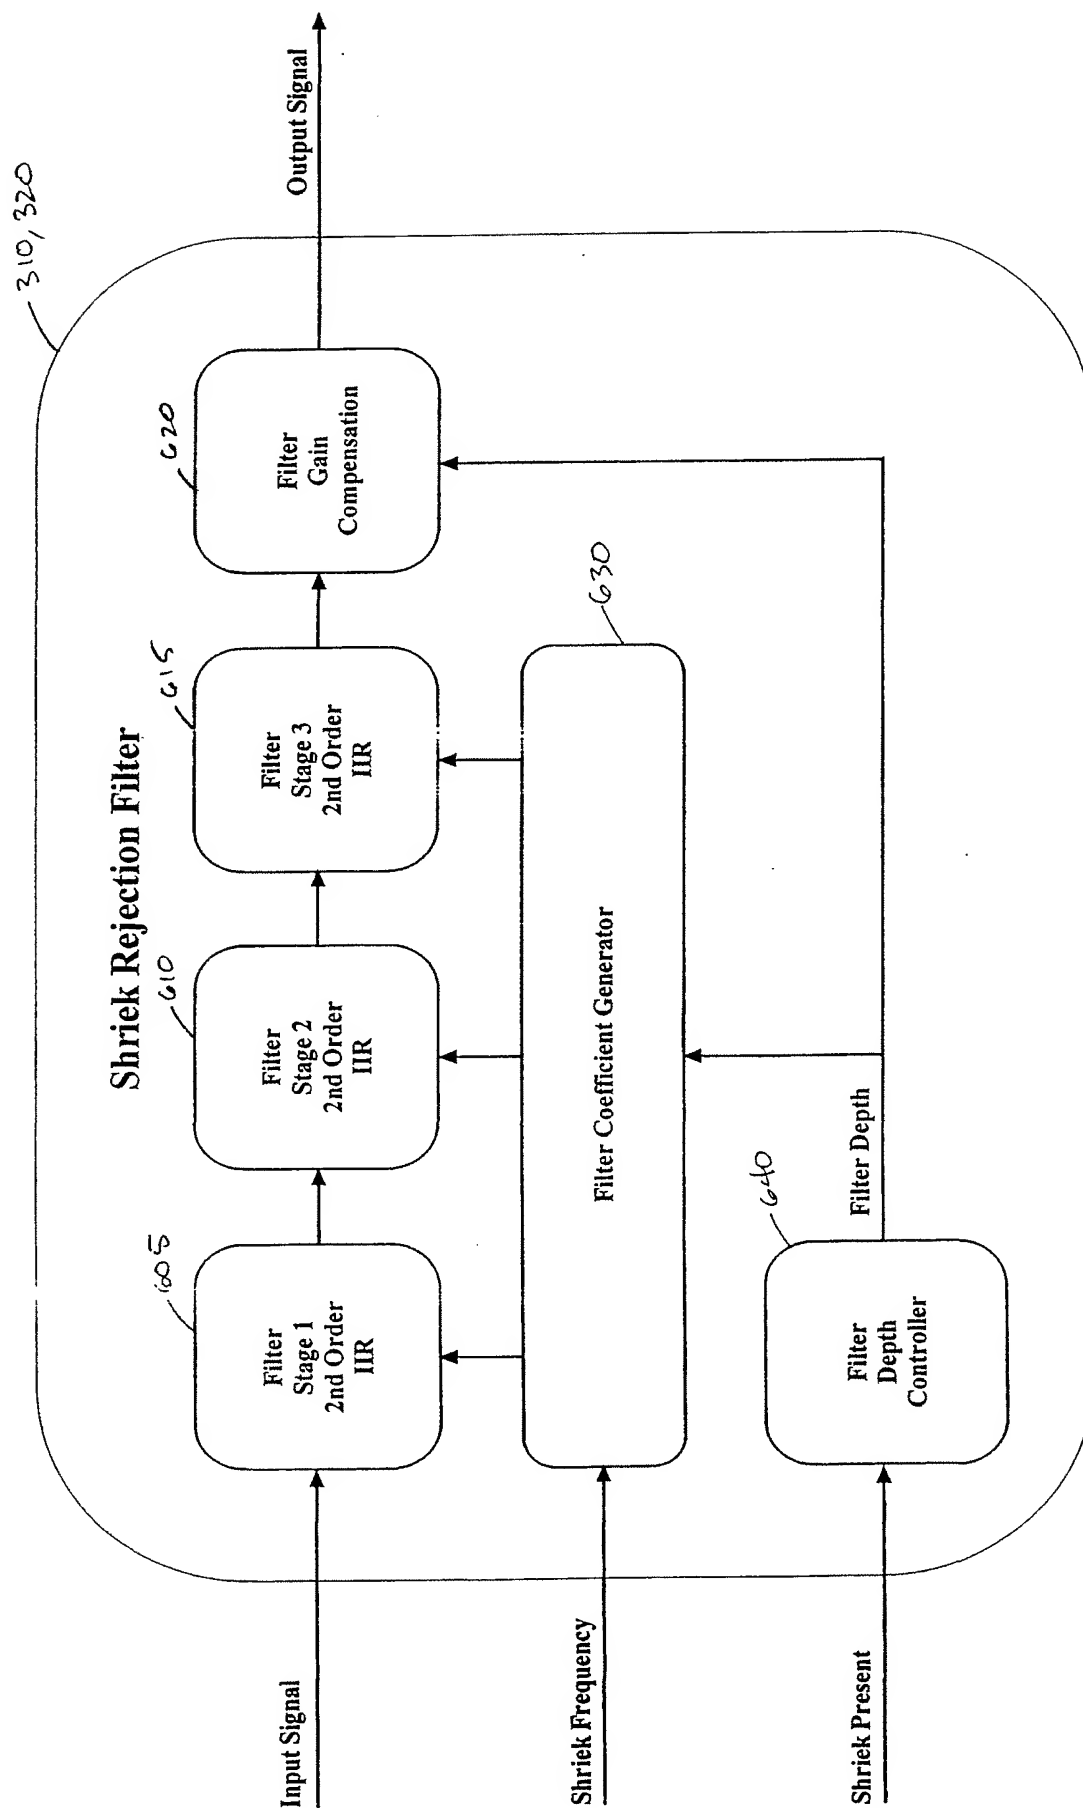 310, 320
Shriek Rejection Filter
605
610
615
620
Input Signal
Filter
Stage 1
2nd Order
IIR
Filter
Stage 2
2nd Order
IIR
Filter
Stage 3
2nd Order
IIR
Filter
Gain
Compensation
Output Signal
630
Shriek Frequency
Filter Coefficient Generator
640
Shriek Present
Filter
Depth
Controller
Filter Depth